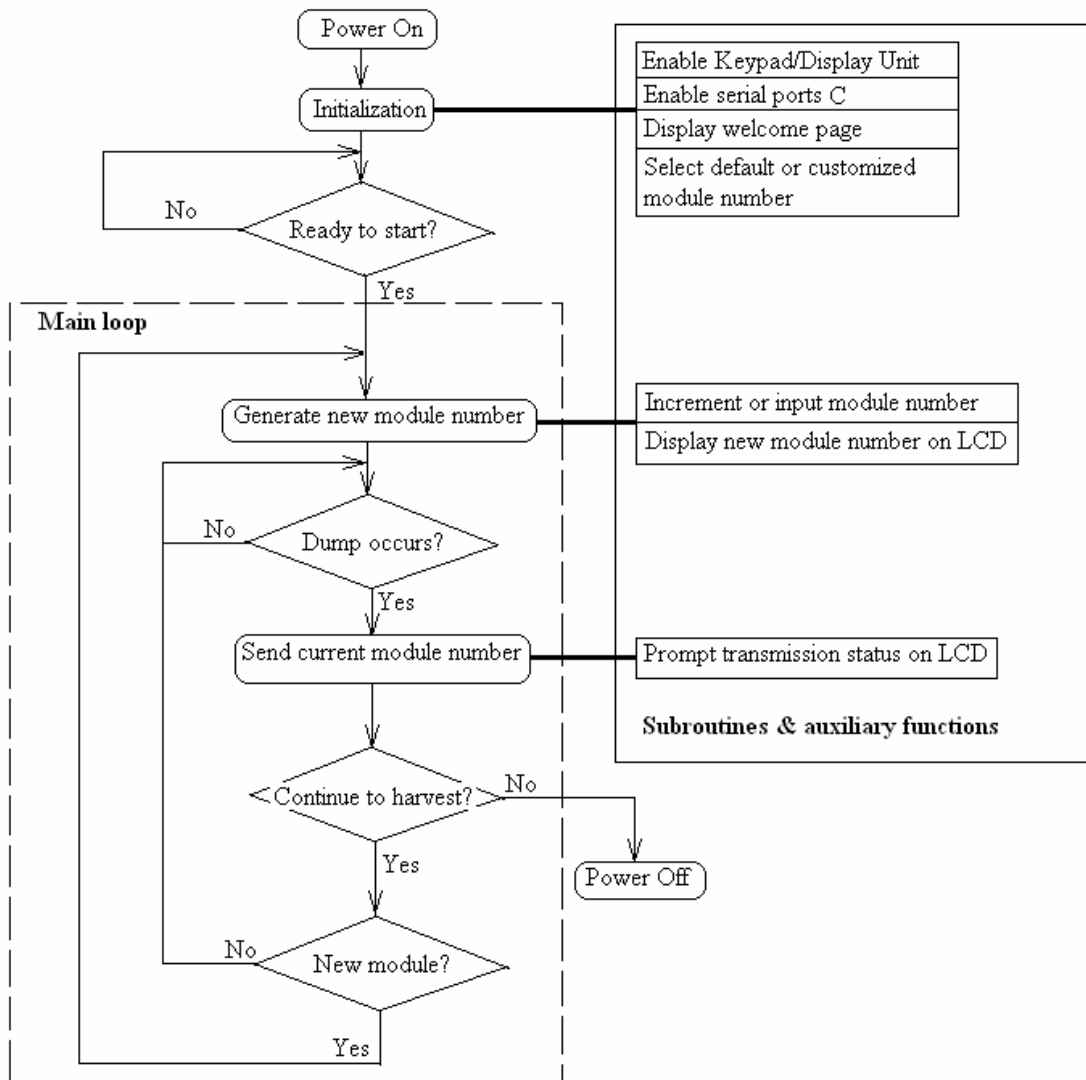 Power On
Initialization
Enable Keypad/Display Unit
Enable serial ports C
Display welcome page
Select default or customized
module number
No
Ready to start?
Yes
Main loop
Generate new module number
Increment or input module number
Display new module number on LCD
No
Dump occurs?
Yes
Send current module number
Prompt transmission status on LCD
Subroutines & auxiliary functions
Continue to harvest?
No
Yes
Power Off
No
New module?
Yes